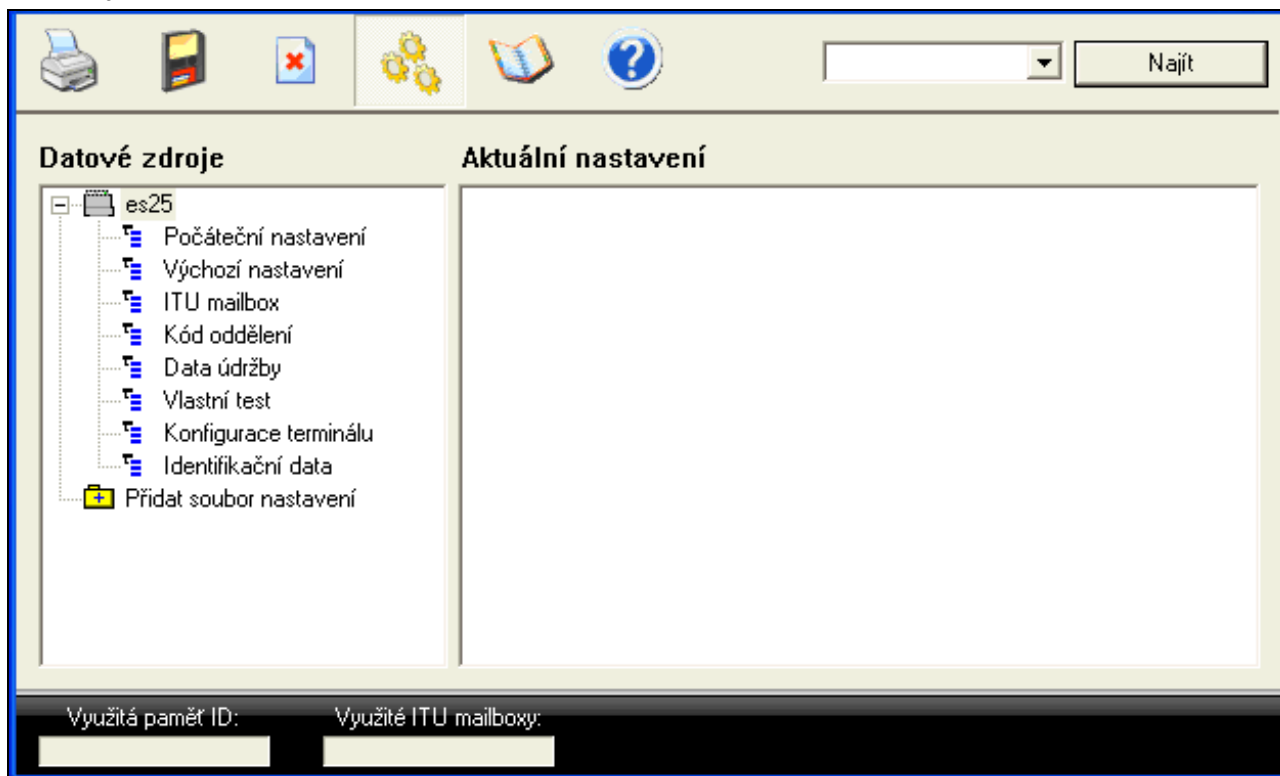 Najít
Datové zdroje
Aktuální nastavení
es25
Počáteční nastavení
Výchozí nastavení
ITU mailbox
Kód oddělení
Data údržby
Vlastní test
Konfigurace terminálu
Identifikační data
Přidat soubor nastavení
Využitá paměť ID:
Využité ITU mailboxy: